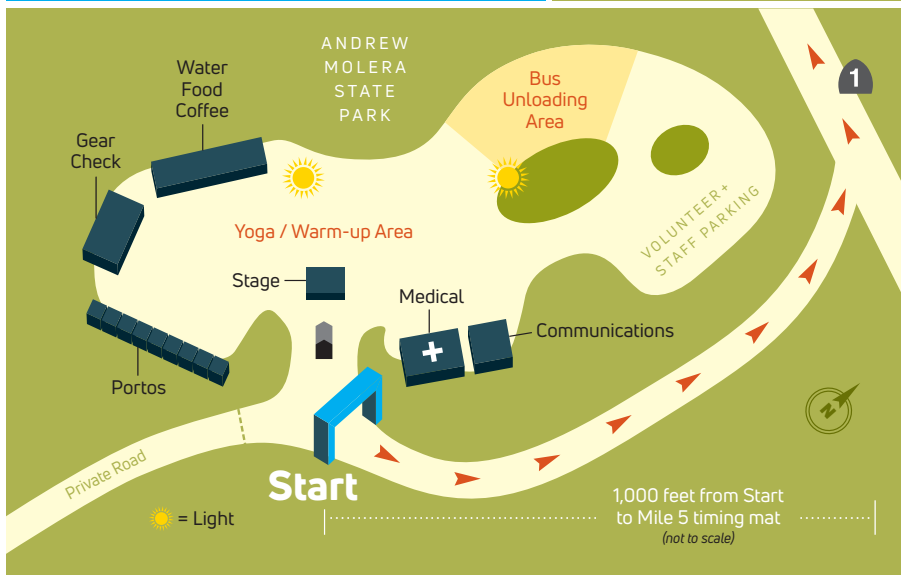 ANDREW
MOLERA
STATE
PARK
Water
Food
Coffee
Bus
Unloading
Area
1
Gear
Check
VOLUNTEER+
STAFF PARKING
Yoga / Warm-up Area
Stage
Medical
Communications
Portos
N
Private Road
Start
= Light
1,000 feet from Start
to Mile 5 timing mat
(not to scale)